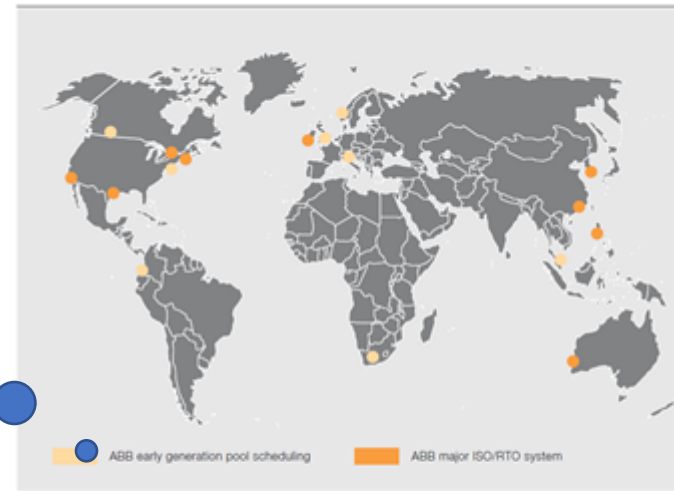 ABB early generation pool scheduling
ABB major ISO/RTO system